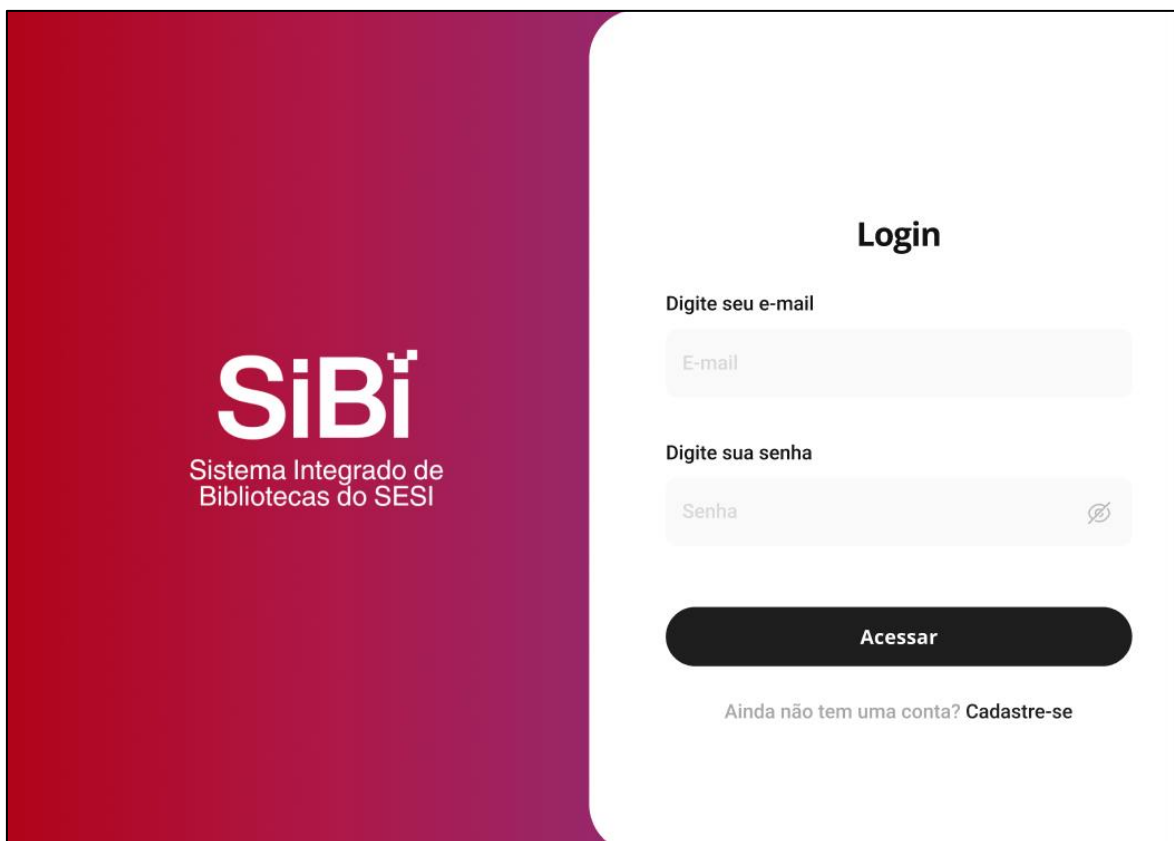 SiBi
Sistema Integrado de
Bibliotecas do SESI
Login
Digite seu e-mail
E-mail
Digite sua senha
Senha
Acessar
Ainda não tem uma conta? Cadastre-se